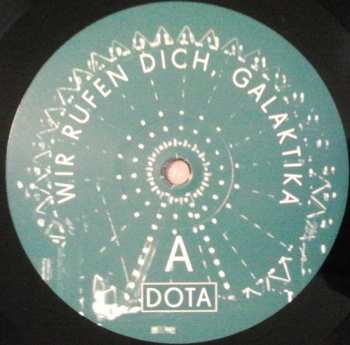 WIR RUFEN DICH, GALAKTIKA
A
DOTA